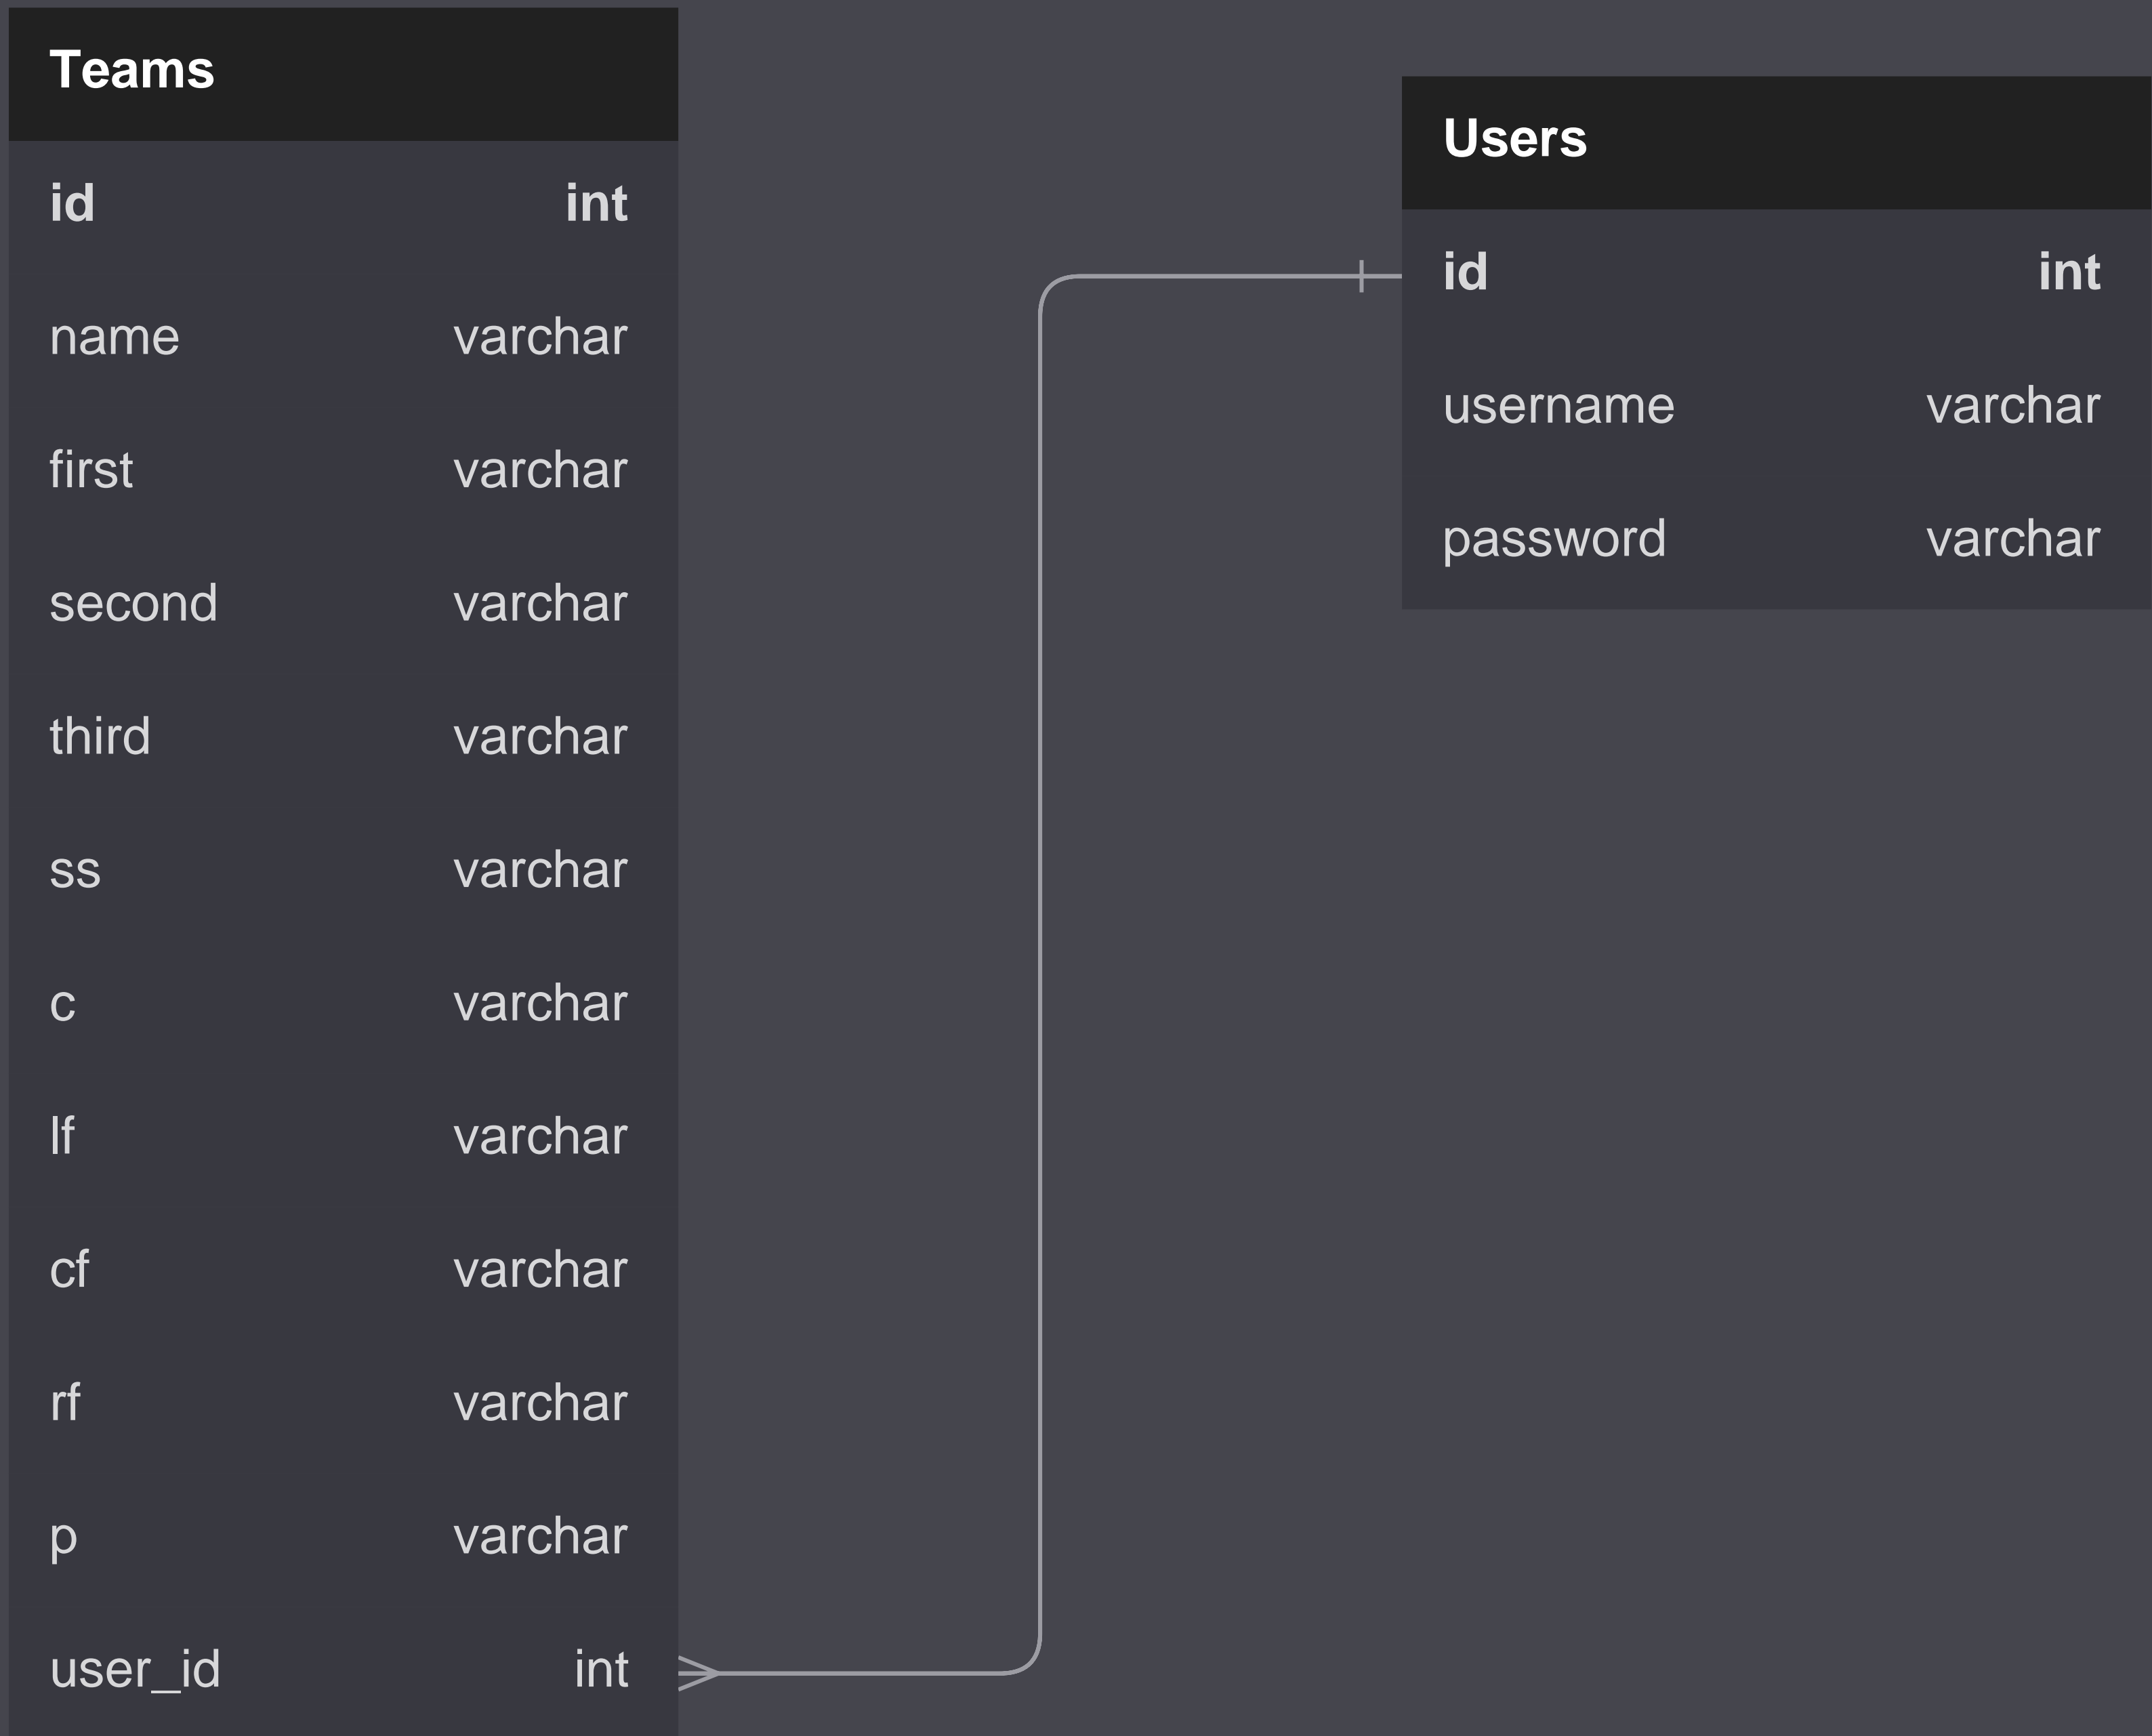 Teams
id int
name varchar
first varchar
second varchar
third varchar
ss varchar
c varchar
lf varchar
cf varchar
rf varchar
p varchar
user_id int
Users
id int
username varchar
password varchar